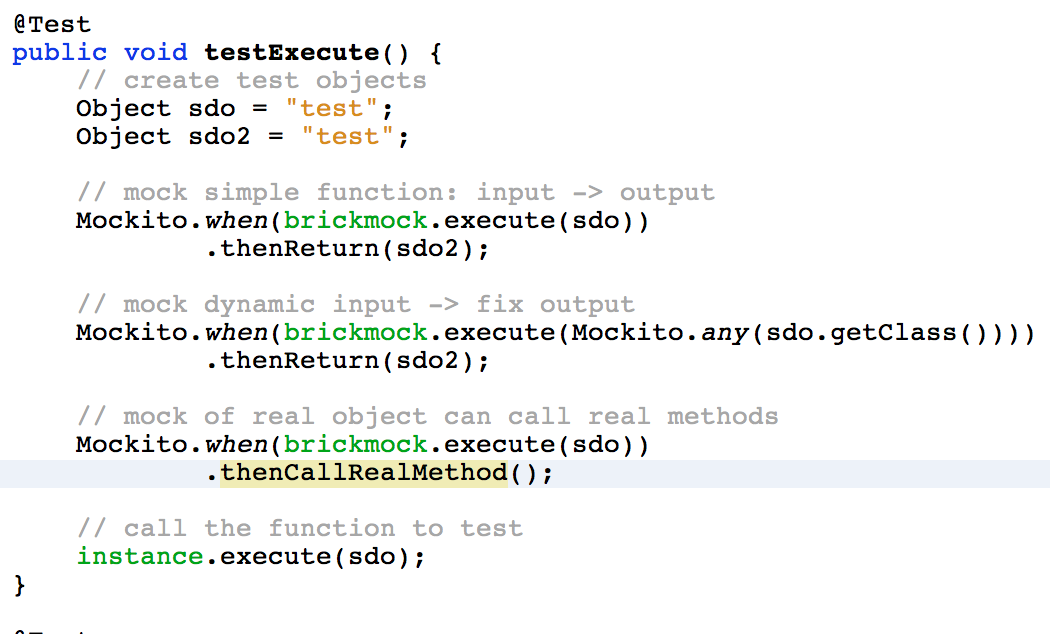 @Test
public void testExecute() {
    // create test objects
    Object sdo = "test";
    Object sdo2 = "test";

    // mock simple function: input -> output
    Mockito.when(brickmock.execute(sdo))
            .thenReturn(sdo2);

    // mock dynamic input -> fix output
    Mockito.when(brickmock.execute(Mockito.any(sdo.getClass())))
            .thenReturn(sdo2);

    // mock of real object can call real methods
    Mockito.when(brickmock.execute(sdo))
            .thenCallRealMethod();

    // call the function to test
    instance.execute(sdo);
}